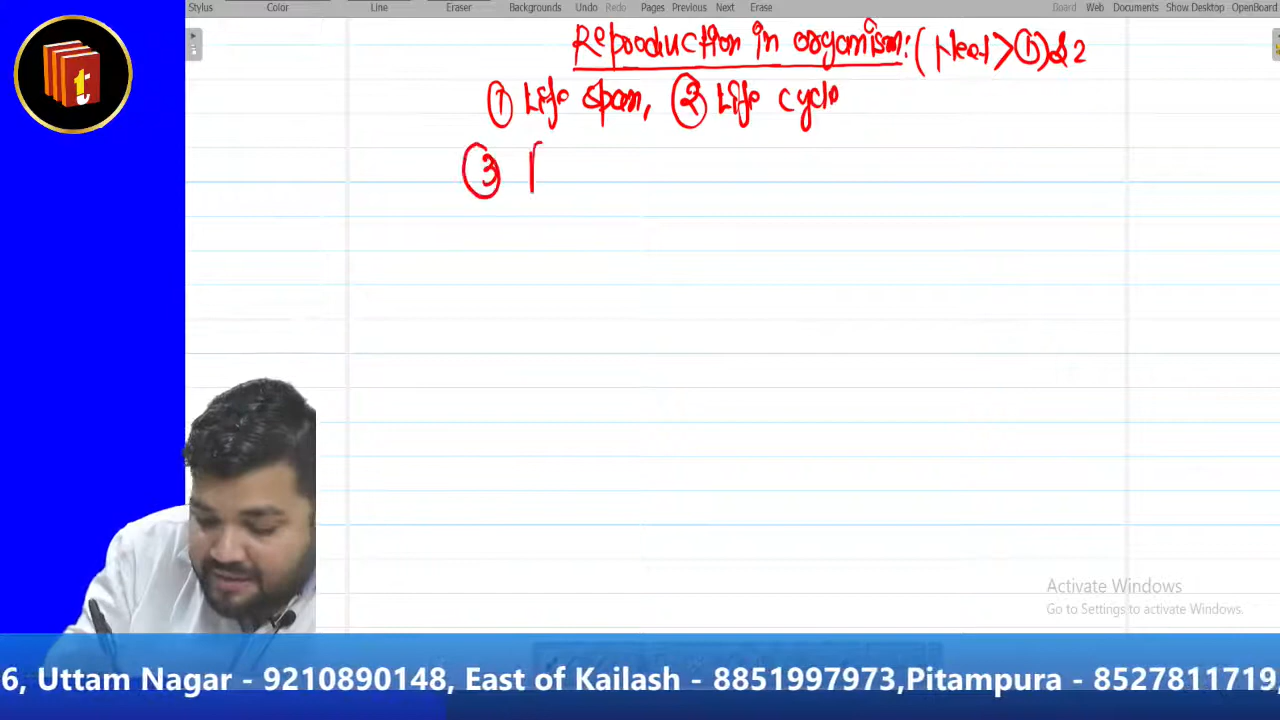 Stylus Color Line Eraser Backgrounds Undo Redo Pages Previous Next Erase Board Web Documents Show Desktop OpenBoard
Reproduction in organism: (Neet > ①) & 2
① Life span, ② Life cycle
③
t
Activate Windows
Go to Settings to activate Windows.
6, Uttam Nagar - 9210890148, East of Kailash - 8851997973,Pitampura - 8527811719,